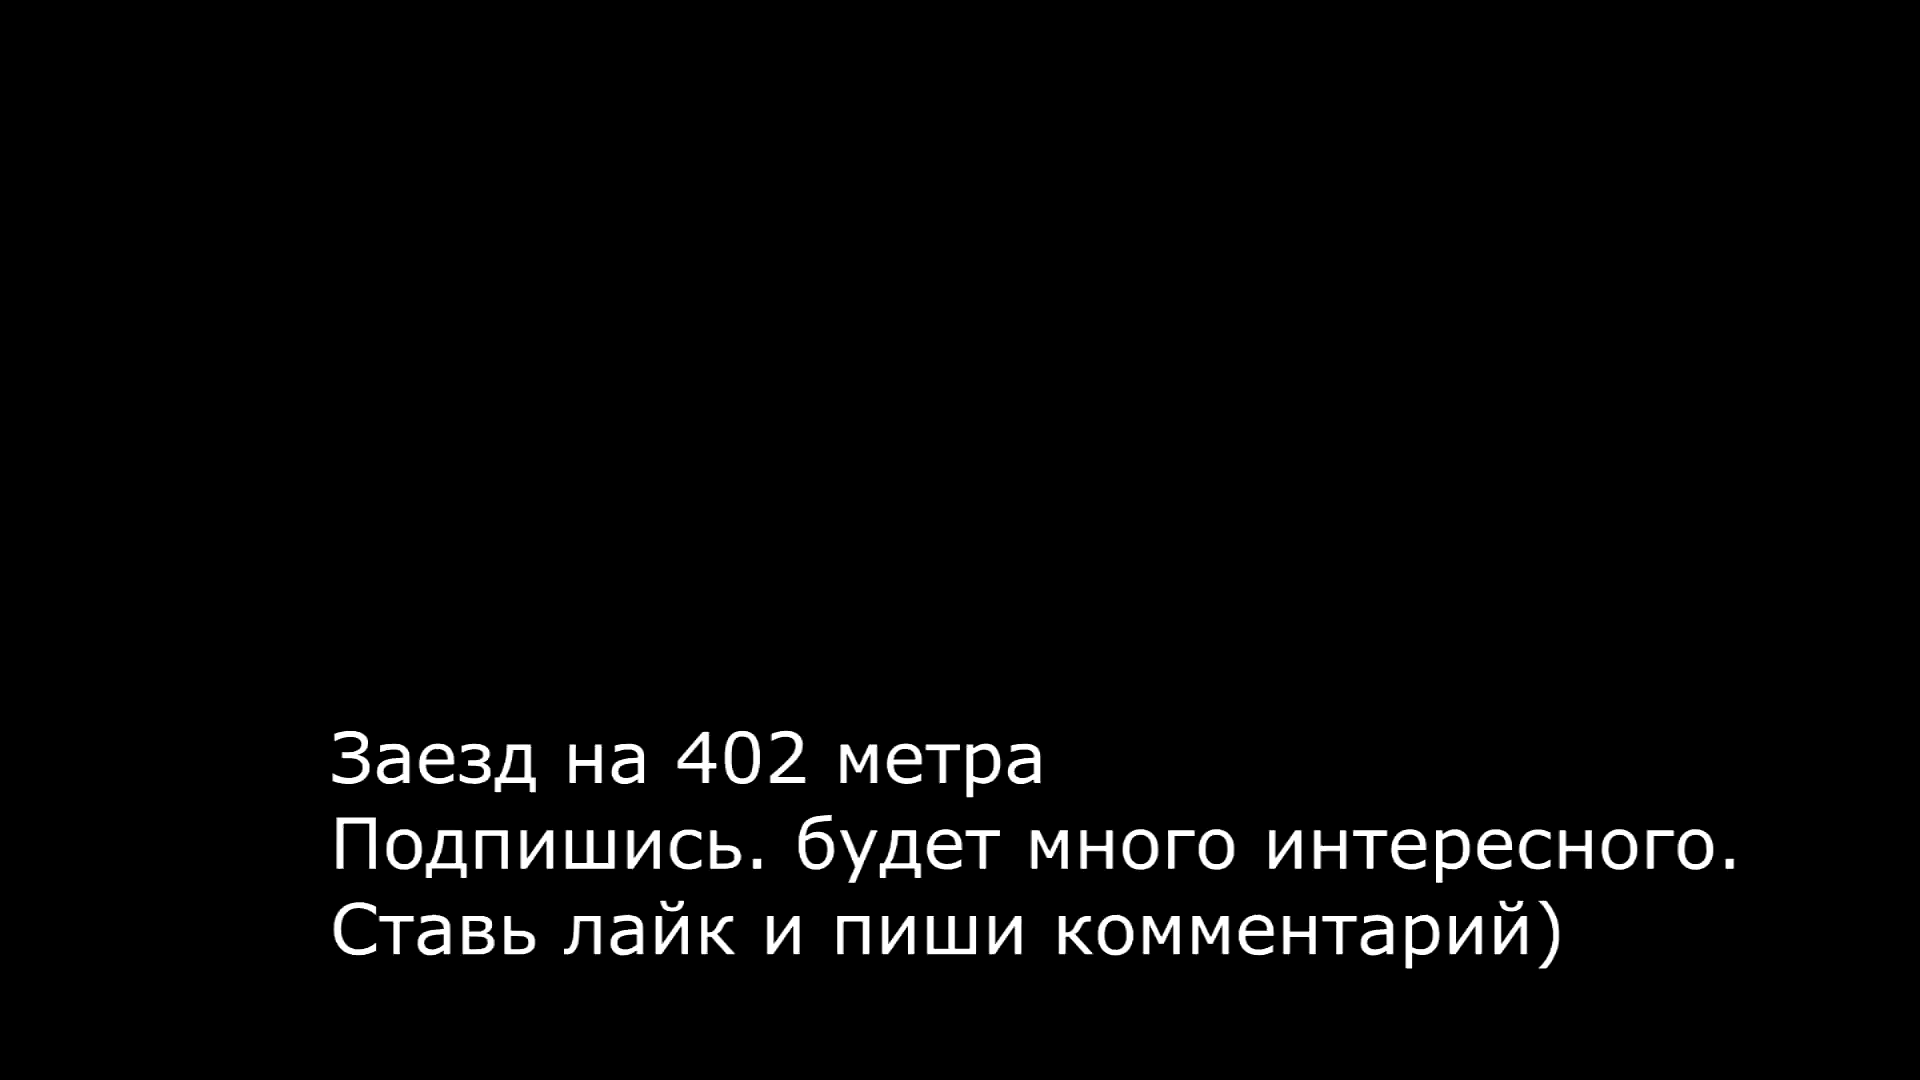 Заезд на 402 метра
Подпишись. будет много интересного.
Ставь лайк и пиши комментарий)